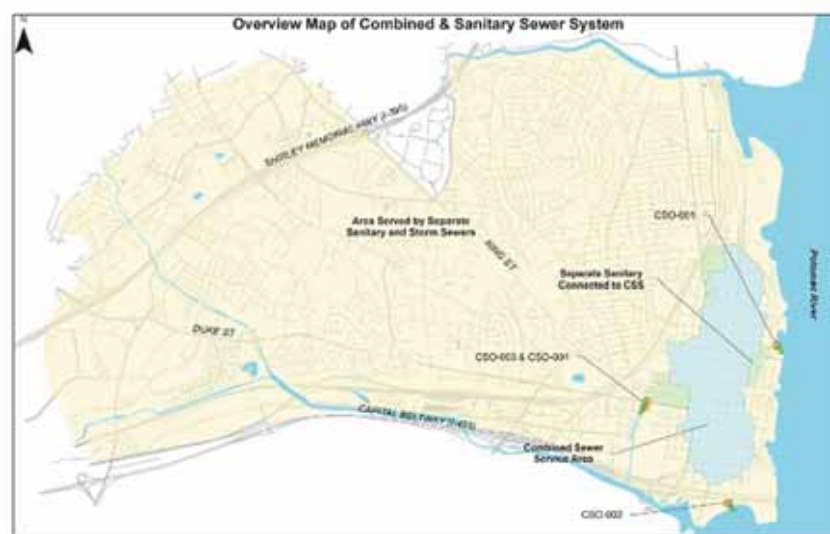 N
Overview Map of Combined & Sanitary Sewer System
SHIRLEY MEMORIAL HWY (I-395)
CSO-001
Area Served by Separate
Sanitary and Storm Sewers
KING ST
Potomac River
Separate Sanitary
Connected to CSS
DUKE ST
CSO-003 &
CAPITAL BELTWAY (I-495)
Combined Sewer
Service Area
CSO-002